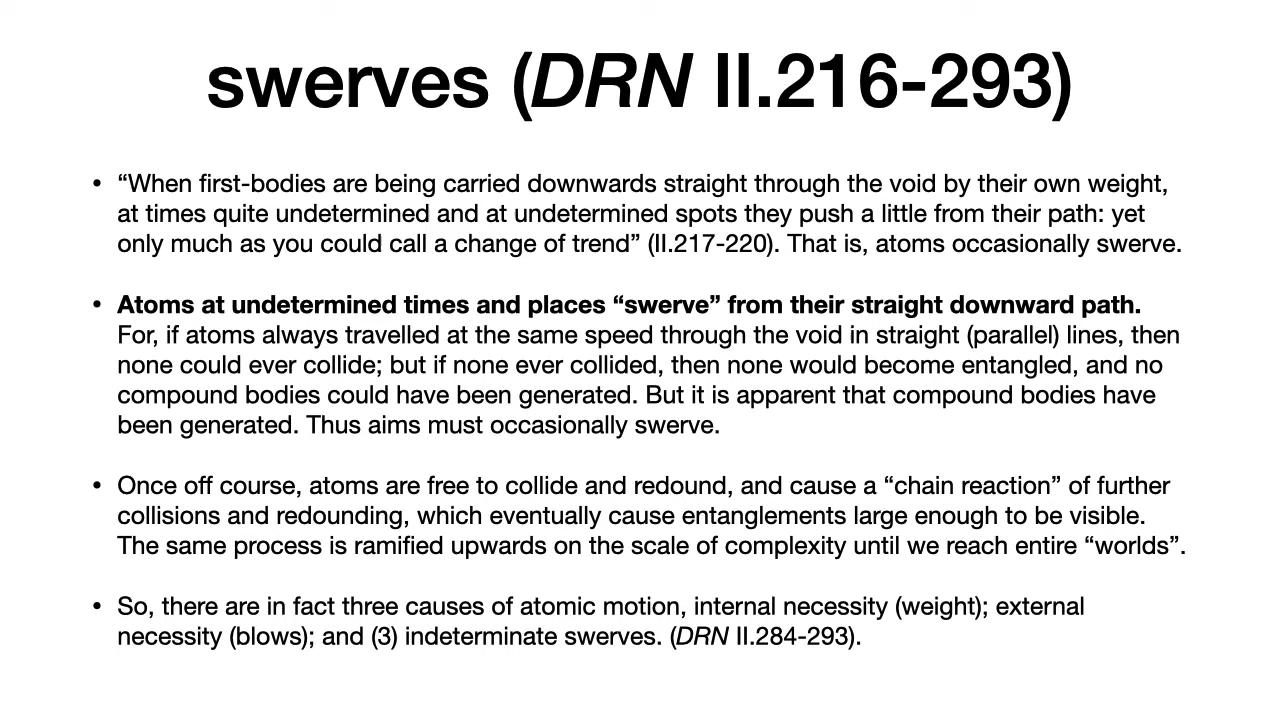 swerves (DRN II.216-293)
• “When first-bodies are being carried downwards straight through the void by their own weight,
at times quite undetermined and at undetermined spots they push a little from their path: yet
only much as you could call a change of trend” (II.217-220). That is, atoms occasionally swerve.
• Atoms at undetermined times and places “swerve” from their straight downward path.
For, if atoms always travelled at the same speed through the void in straight (parallel) lines, then
none could ever collide; but if none ever collided, then none would become entangled, and no
compound bodies could have been generated. But it is apparent that compound bodies have
been generated. Thus aims must occasionally swerve.
• Once off course, atoms are free to collide and redound, and cause a “chain reaction” of further
collisions and redounding, which eventually cause entanglements large enough to be visible.
The same process is ramified upwards on the scale of complexity until we reach entire “worlds”.
• So, there are in fact three causes of atomic motion, internal necessity (weight); external
necessity (blows); and (3) indeterminate swerves. (DRN II.284-293).